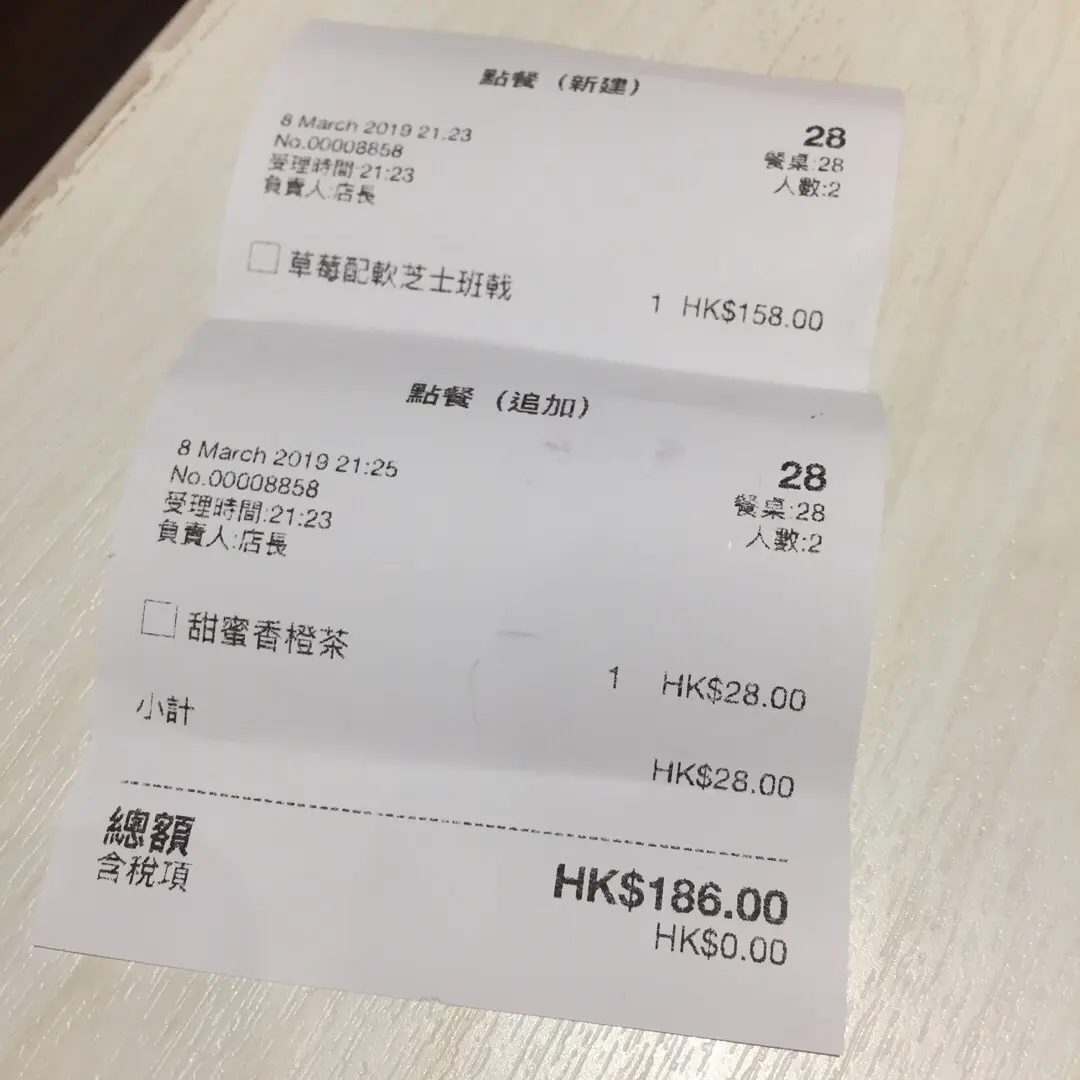 點餐 (新建)
8 March 2019 21:23
No.00008858
受理時間:21:23
負責人:店長
28
餐桌:28
人數:2
草莓配軟芝士班戟
1 HK$158.00
點餐 (追加)
8 March 2019 21:25
No.00008858
受理時間:21:23
負責人:店長
28
餐桌:28
人數:2
甜蜜香橙茶
1 HK$28.00
小計
HK$28.00
總額
HK$186.00
含稅項
HK$0.00